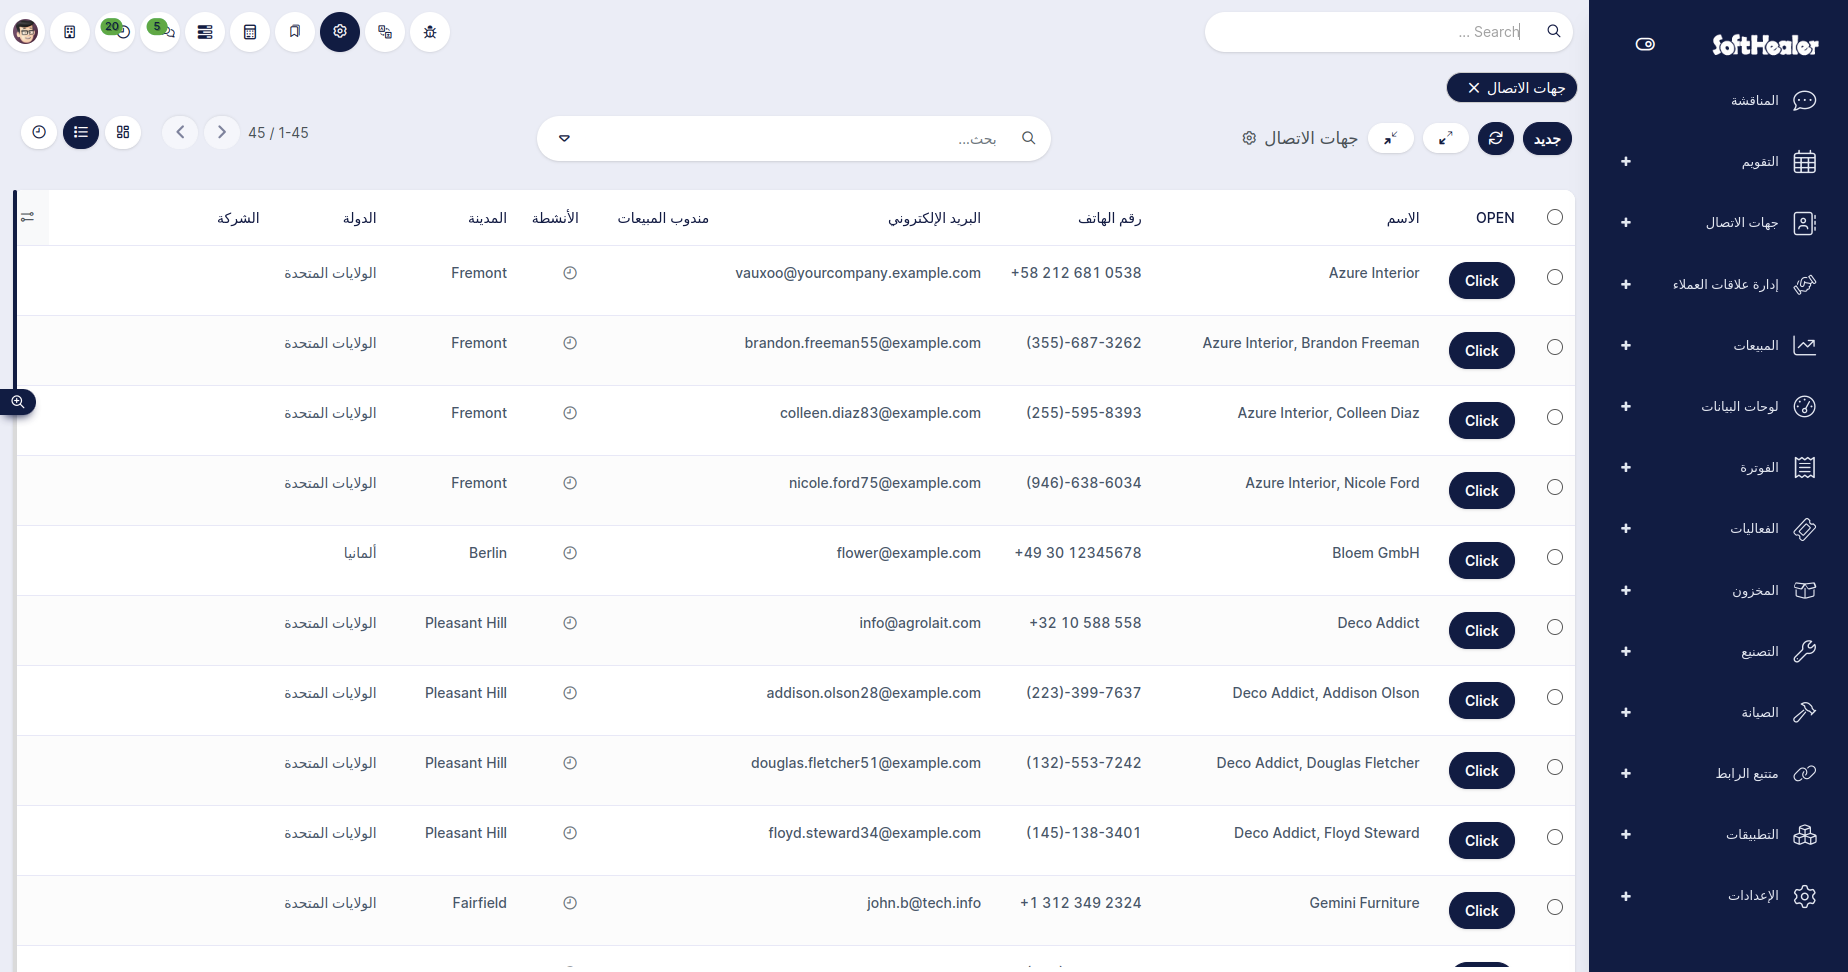 SoftHealer
... Search
20
5
جهات الاتصال
جديد
جهات الاتصال
بحث...
45 / 1-45
المناقشة
التقويم
جهات الاتصال
إدارة علاقات العملاء
المبيعات
لوحات البيانات
الفوترة
الفعاليات
المخزون
التصنيع
الصيانة
متتبع الرابط
التطبيقات
الإعدادات
OPEN الاسم رقم الهاتف البريد الإلكتروني مندوب المبيعات الأنشطة المدينة الدولة الشركة
Click Azure Interior +58 212 681 0538 vauxoo@yourcompany.example.com Fremont الولايات المتحدة
Click Azure Interior, Brandon Freeman (355)-687-3262 brandon.freeman55@example.com Fremont الولايات المتحدة
Click Azure Interior, Colleen Diaz (255)-595-8393 colleen.diaz83@example.com Fremont الولايات المتحدة
Click Azure Interior, Nicole Ford (946)-638-6034 nicole.ford75@example.com Fremont الولايات المتحدة
Click Bloem GmbH +49 30 12345678 flower@example.com Berlin ألمانيا
Click Deco Addict +32 10 588 558 info@agrolait.com Pleasant Hill الولايات المتحدة
Click Deco Addict, Addison Olson (223)-399-7637 addison.olson28@example.com Pleasant Hill الولايات المتحدة
Click Deco Addict, Douglas Fletcher (132)-553-7242 douglas.fletcher51@example.com Pleasant Hill الولايات المتحدة
Click Deco Addict, Floyd Steward (145)-138-3401 floyd.steward34@example.com Pleasant Hill الولايات المتحدة
Click Gemini Furniture +1 312 349 2324 john.b@tech.info Fairfield الولايات المتحدة